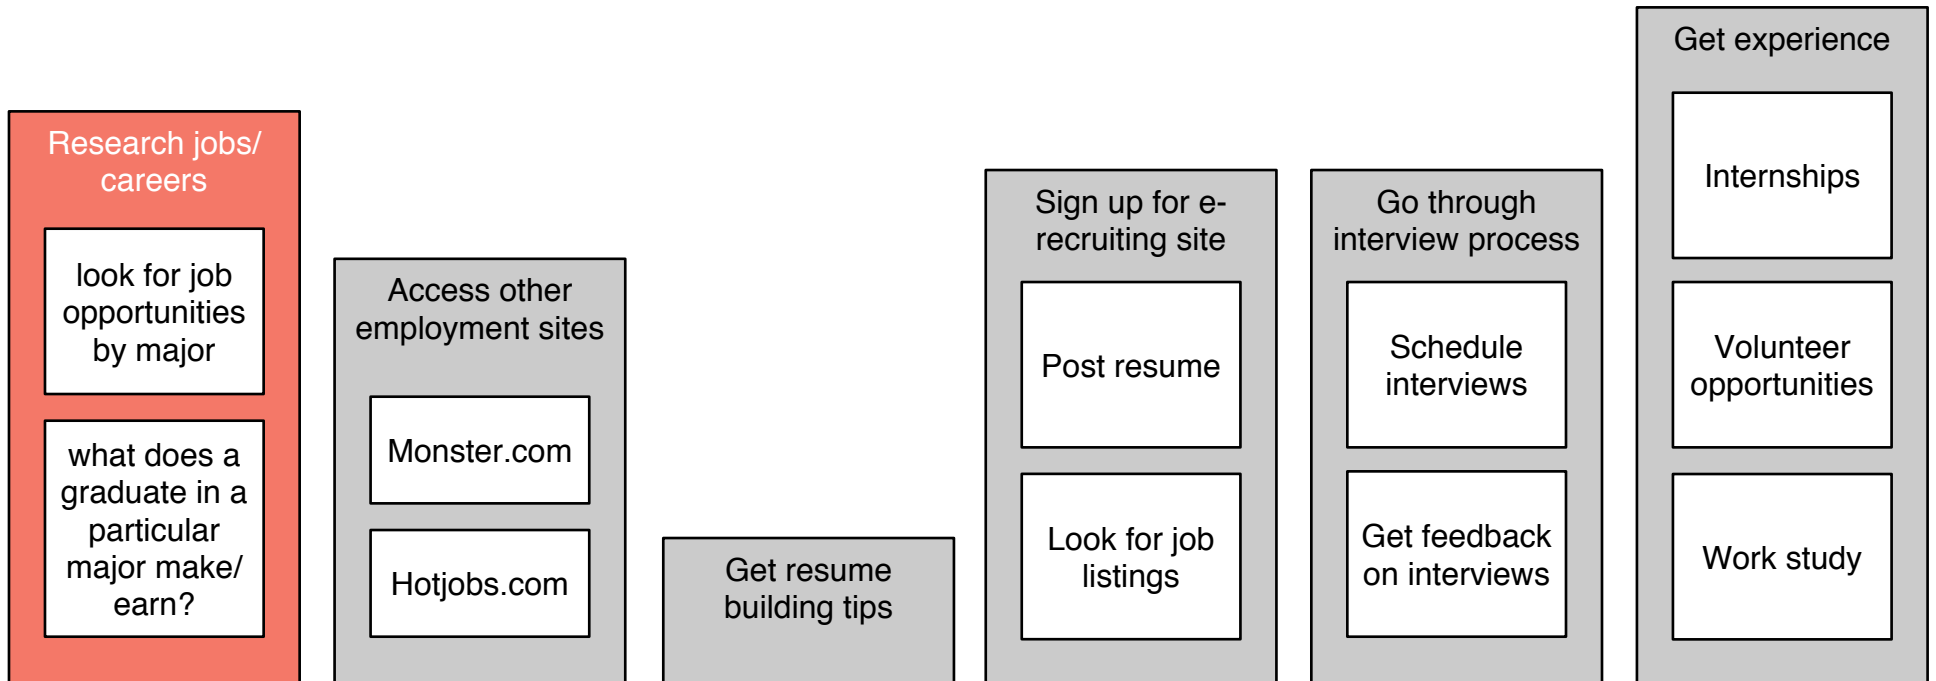 Research jobs/
careers
look for job
opportunities
by major
what does a
graduate in a
particular
major make/
earn?
Access other
employment sites
Monster.com
Hotjobs.com
Get resume
building tips
Sign up for e-
recruiting site
Post resume
Look for job
listings
Go through
interview process
Schedule
interviews
Get feedback
on interviews
Get experience
Internships
Volunteer
opportunities
Work study